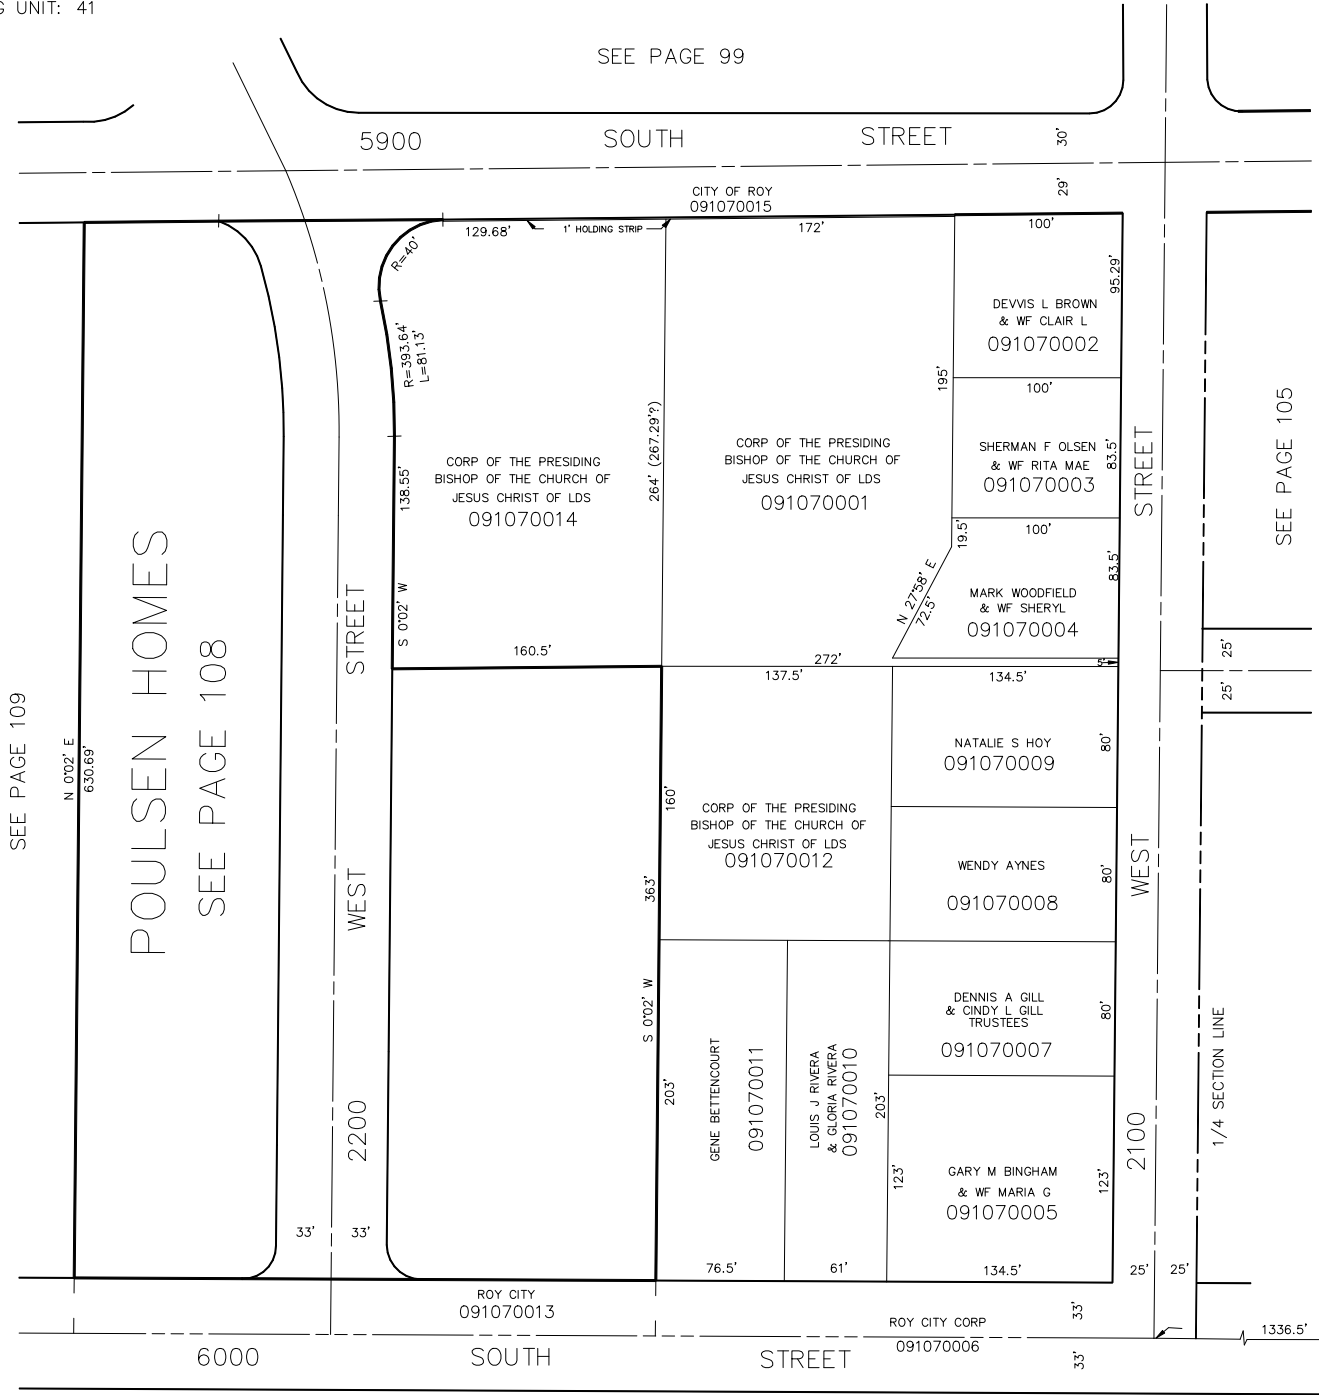 G UNIT: 41
SEE PAGE 99
5900 SOUTH STREET
30'
29'
CITY OF ROY
091070015
129.68'
1' HOLDING STRIP
172'
100'
R=40'
R=393.64'
L=81.13'
95.29'
DEVVIS L BROWN
& WF CLAIR L
091070002
195'
100'
264' (267.29'?)
CORP OF THE PRESIDING
BISHOP OF THE CHURCH OF
JESUS CHRIST OF LDS
091070014
138.55'
S 0°02' W
160.5'
CORP OF THE PRESIDING
BISHOP OF THE CHURCH OF
JESUS CHRIST OF LDS
091070001
SHERMAN F OLSEN
& WF RITA MAE
091070003
83.5'
100'
19.5'
N 27°58' E
72.5'
MARK WOODFIELD
& WF SHERYL
091070004
83.5'
272'
5'
137.5'
134.5'
SEE PAGE 105
25'
25'
SEE PAGE 109
N 0°02' E
630.69'
POULSEN HOMES
SEE PAGE 108
2200 WEST STREET
2100 WEST STREET
NATALIE S HOY
091070009
80'
160'
CORP OF THE PRESIDING
BISHOP OF THE CHURCH OF
JESUS CHRIST OF LDS
091070012
363'
S 0°02' W
WENDY AYNES
091070008
80'
DENNIS A GILL
& CINDY L GILL
TRUSTEES
091070007
80'
203'
GENE BETTENCOURT
091070011
LOUIS J RIVERA
& GLORIA RIVERA
091070010
203'
123'
GARY M BINGHAM
& WF MARIA G
091070005
123'
1/4 SECTION LINE
33'
33'
76.5'
61'
134.5'
25'
25'
ROY CITY
091070013
ROY CITY CORP
091070006
33'
33'
1336.5'
6000 SOUTH STREET